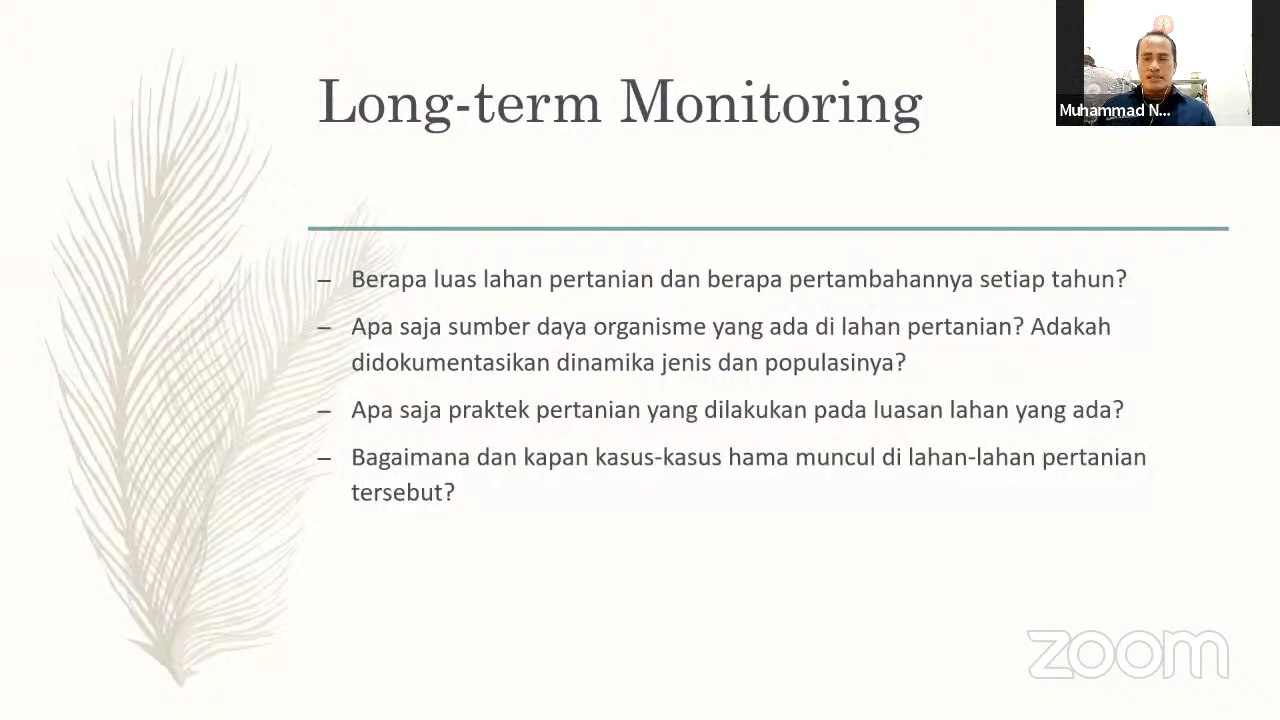 Long-term Monitoring
Muhammad N...
– Berapa luas lahan pertanian dan berapa pertambahannya setiap tahun?
– Apa saja sumber daya organisme yang ada di lahan pertanian? Adakah
didokumentasikan dinamika jenis dan populasinya?
– Apa saja praktek pertanian yang dilakukan pada luasan lahan yang ada?
– Bagaimana dan kapan kasus-kasus hama muncul di lahan-lahan pertanian
tersebut?
zoom